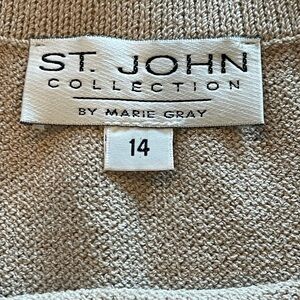 ST. JOHN
COLLECTION
BY MARIE GRAY
14